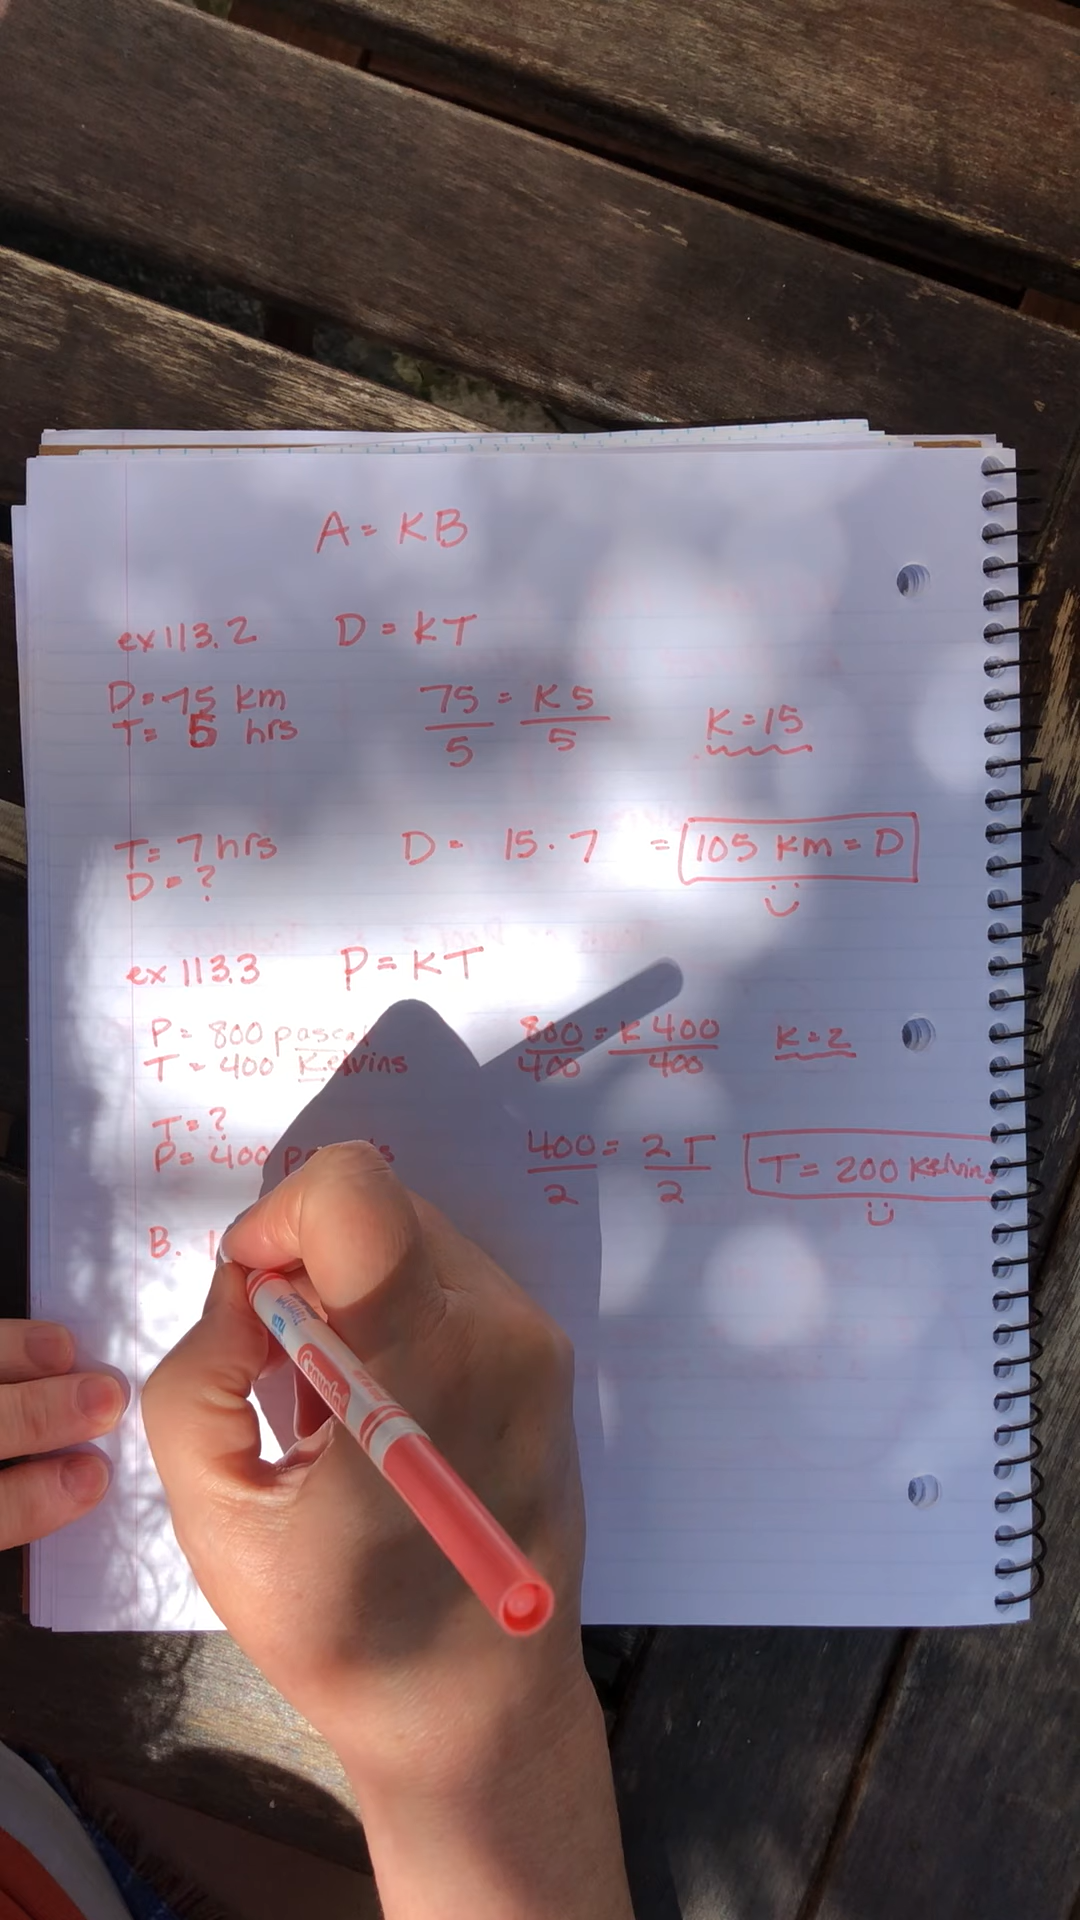 A = KB
ex 113.2 D = KT
D = 75 km 75 = K5
T = 5 hrs 5 5 K = 15
T = 7 hrs D = 15 · 7 = 105 km = D
D = ?
ex 113.3 P = KT
P = 800 800 = K 400 K = 2
T = 400 Kelvins 400 400
T = ?
P = 400 400 = 2T T = 200 Kelvins
2 2
B.
Crayola